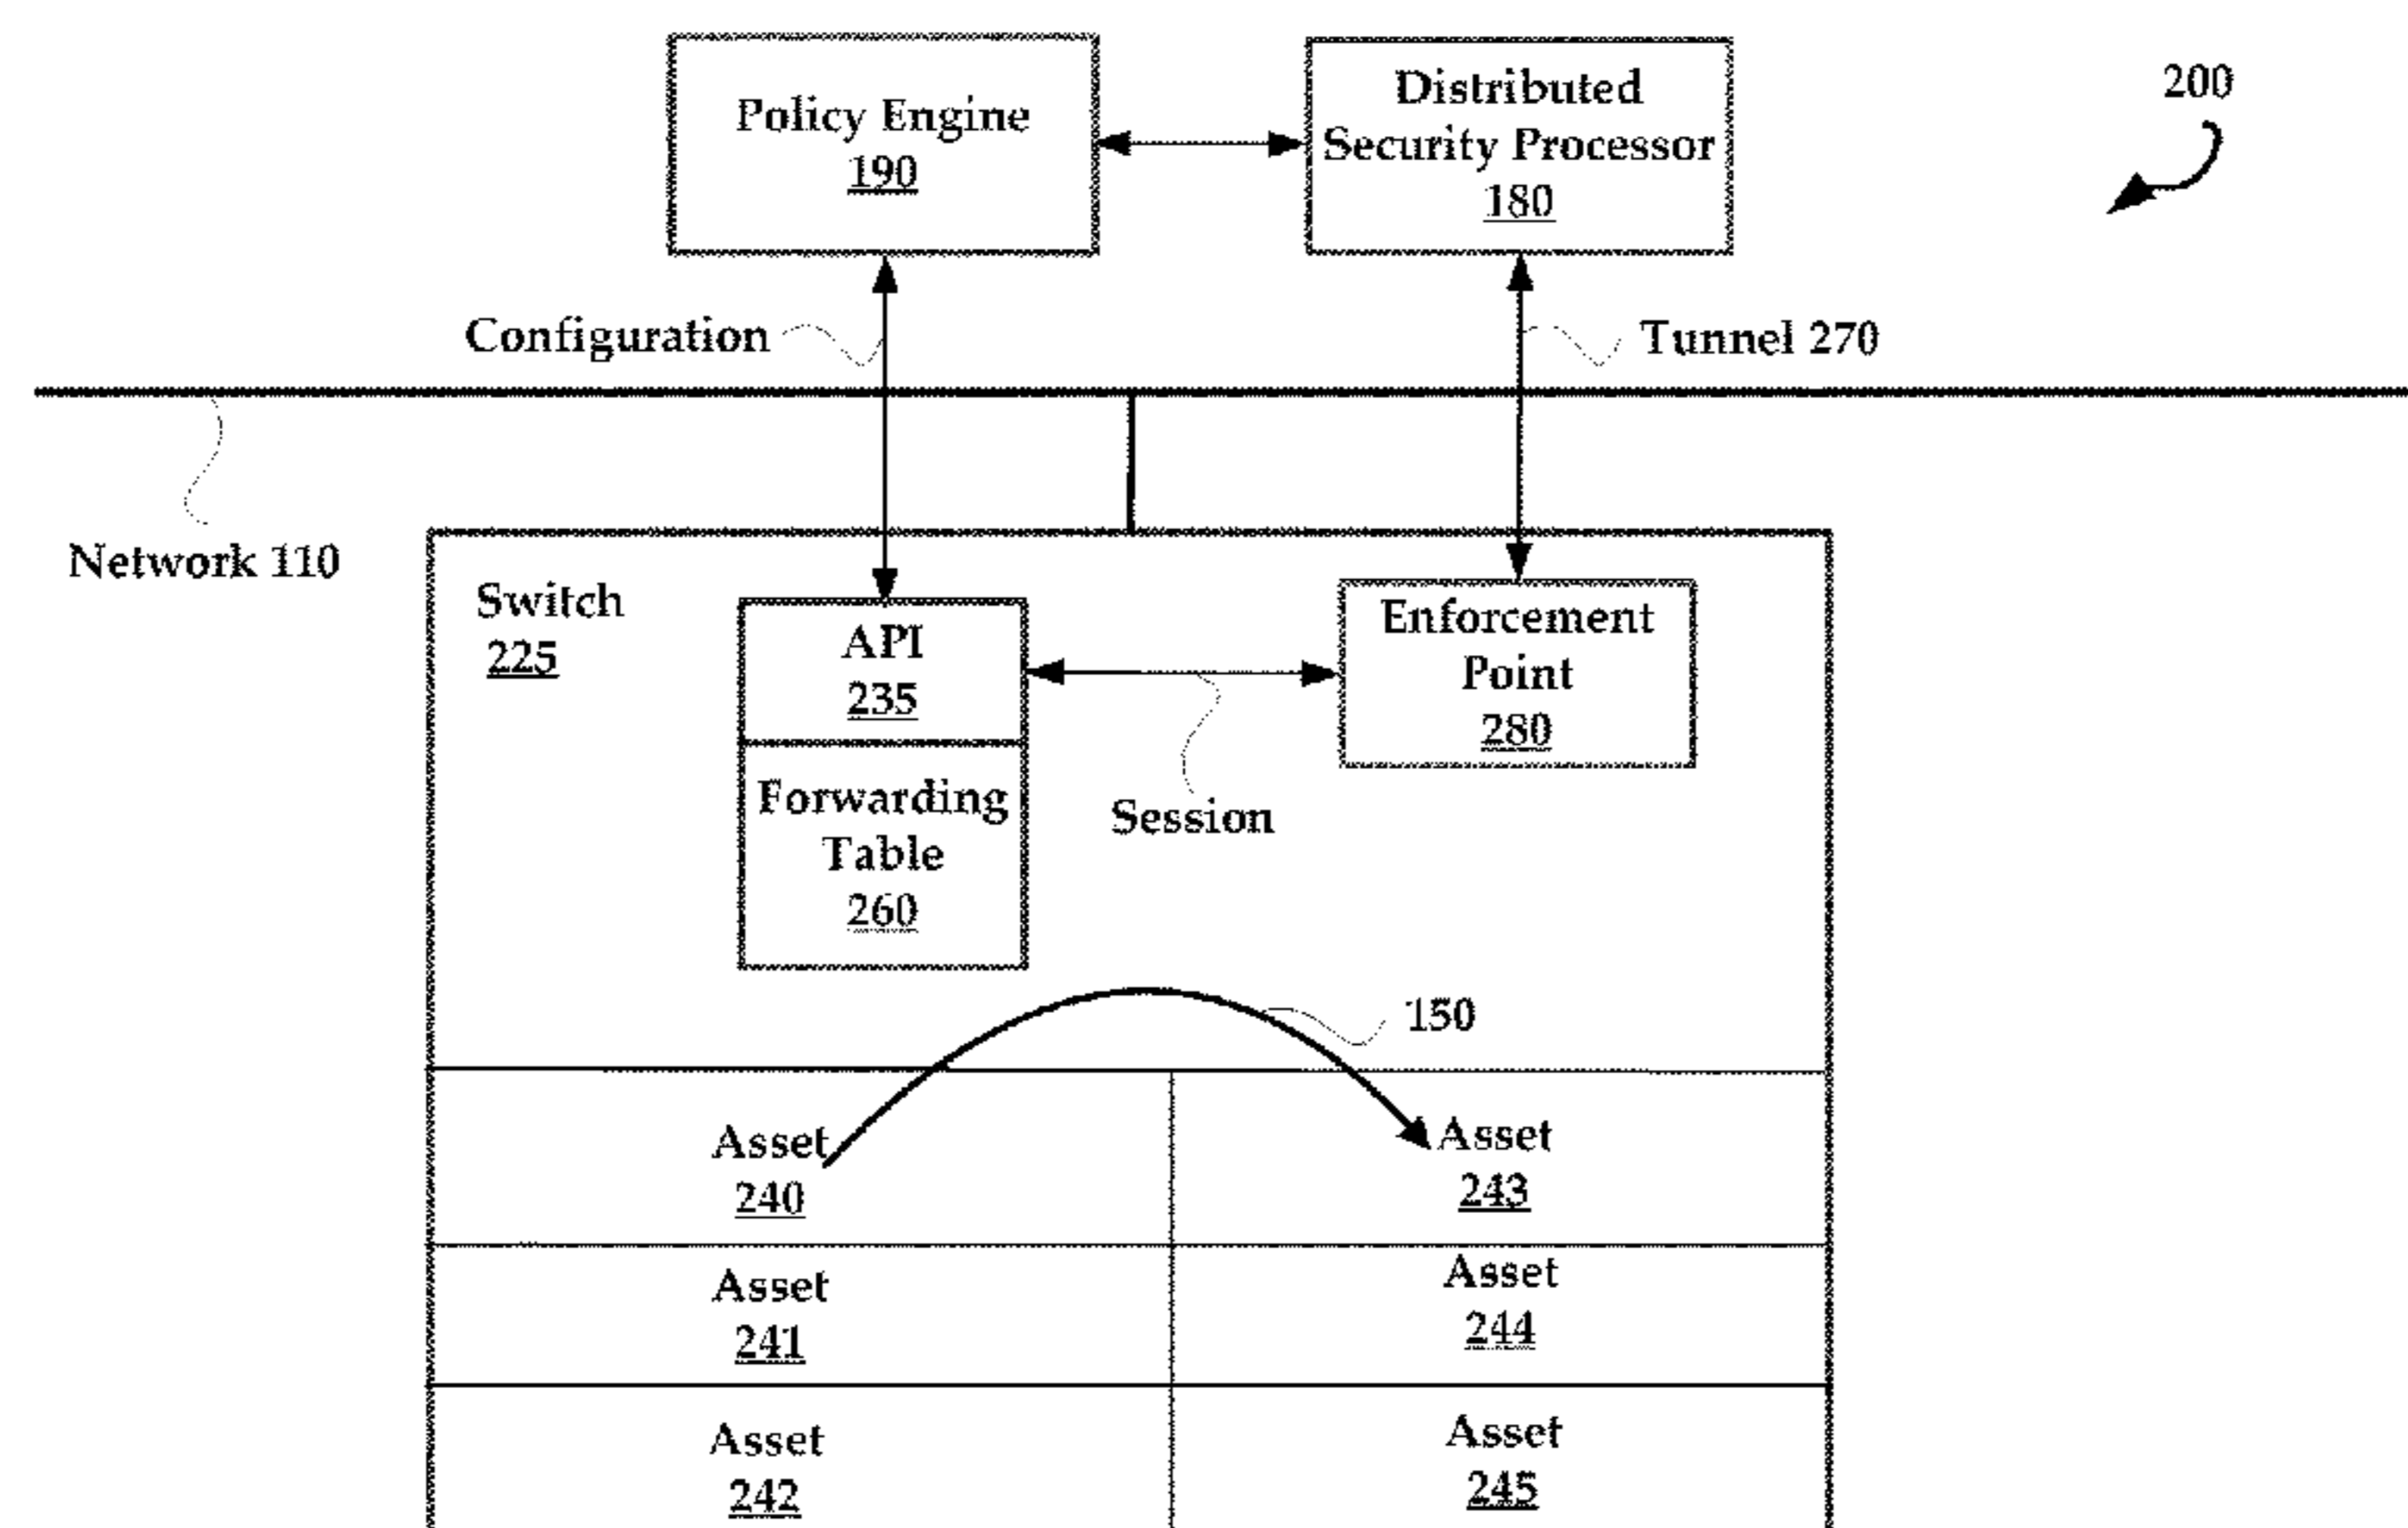 Policy Engine
190
Distributed
Security Processor
180
200
Configuration
Tunnel 270
Network 110
Switch
225
API
235
Enforcement
Point
280
Forwarding
Table
260
Session
150
Asset
240
Asset
243
Asset
241
Asset
244
Asset
242
Asset
245